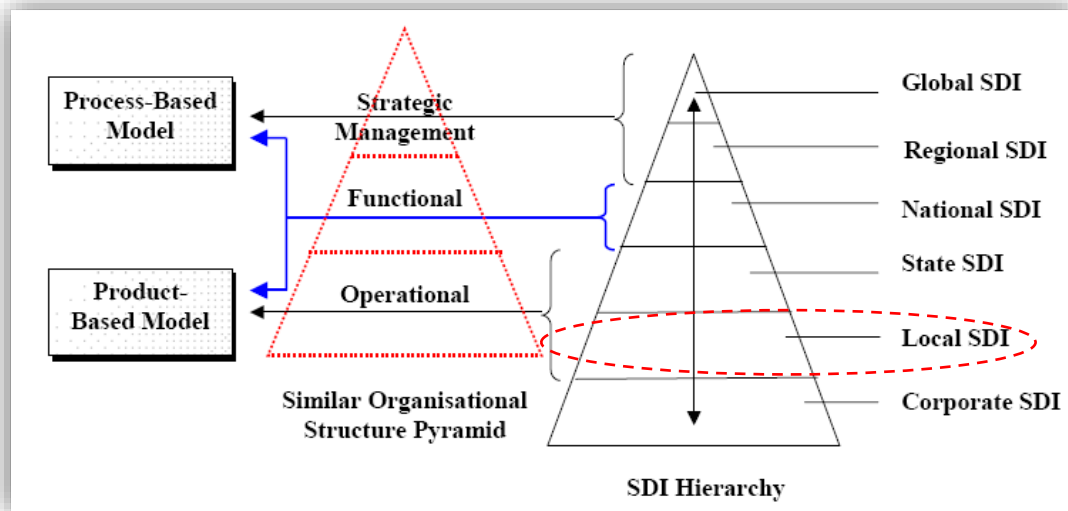 Process-Based
Model
Product-
Based Model
Strategic
Management
Functional
Operational
Similar Organisational
Structure Pyramid
Global SDI
Regional SDI
National SDI
State SDI
Local SDI
Corporate SDI
SDI Hierarchy